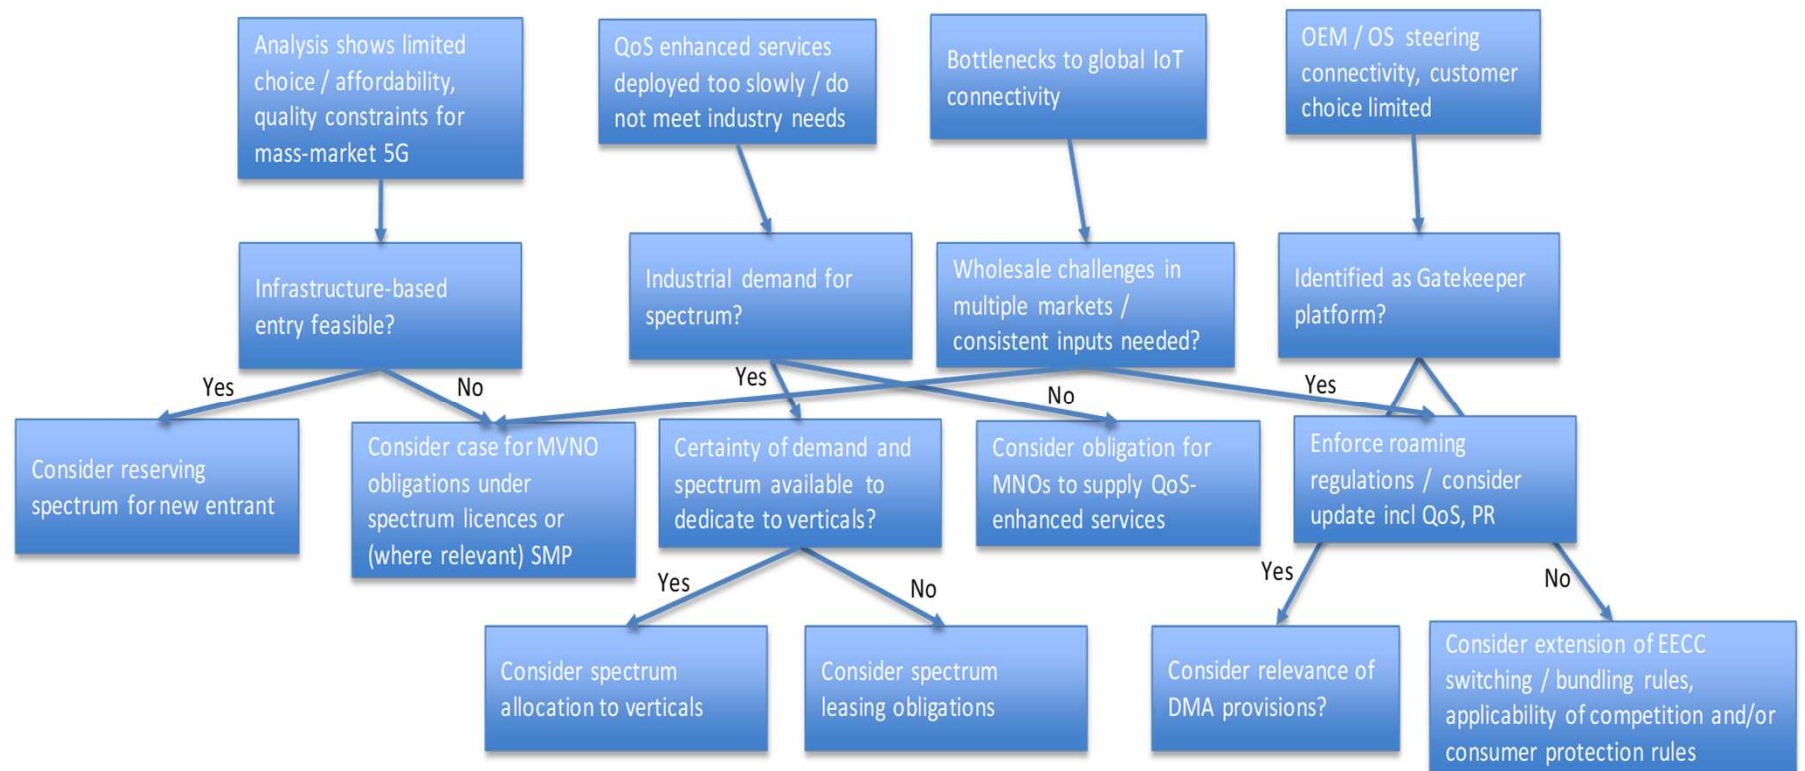 Analysis shows limited
choice / affordability,
quality constraints for
mass-market 5G
QoS enhanced services
deployed too slowly / do
not meet industry needs
Bottlenecks to global IoT
connectivity
OEM / OS steering
connectivity, customer
choice limited
Infrastructure-based
entry feasible?
Industrial demand for
spectrum?
Wholesale challenges in
multiple markets /
consistent inputs needed?
Identified as Gatekeeper
platform?
Yes
No
Yes
No
Yes
Consider reserving
spectrum for new entrant
Consider case for MVNO
obligations under
spectrum licences or
(where relevant) SMP
Certainty of demand and
spectrum available to
dedicate to verticals?
Consider obligation for
MNOs to supply QoS-
enhanced services
Enforce roaming
regulations / consider
update incl QoS, PR
Yes
No
Yes
No
Consider spectrum
allocation to verticals
Consider spectrum
leasing obligations
Consider relevance of
DMA provisions?
Consider extension of EECC
switching / bundling rules,
applicability of competition and/or
consumer protection rules